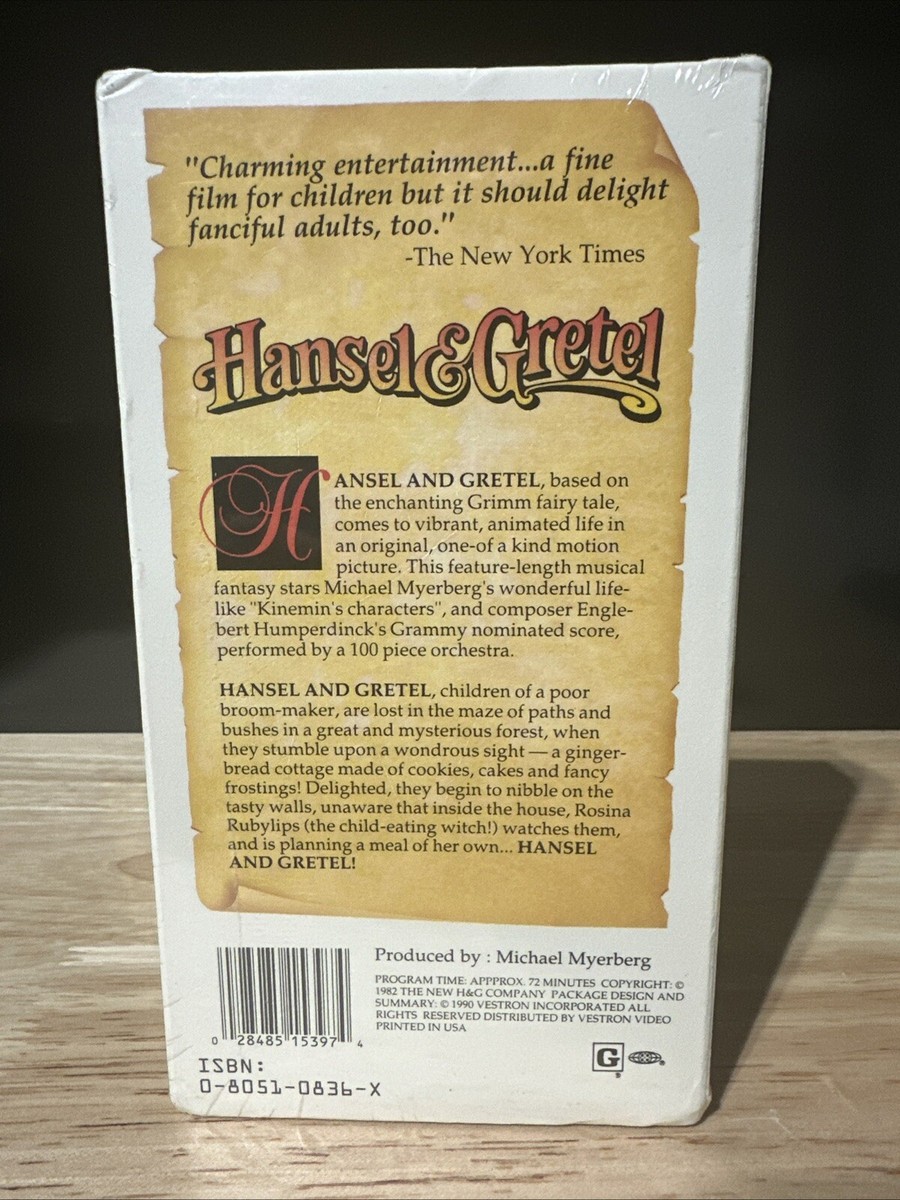 "Charming entertainment...a fine
film for children but it should delight
fanciful adults, too."
-The New York Times
Hansel & Gretel
HANSEL AND GRETEL, based on
the enchanting Grimm fairy tale,
comes to vibrant, animated life in
an original, one-of a kind motion
picture. This feature-length musical
fantasy stars Michael Myerberg's wonderful life-
like "Kinemin's characters", and composer Engle-
bert Humperdinck's Grammy nominated score,
performed by a 100 piece orchestra.
HANSEL AND GRETEL, children of a poor
broom-maker, are lost in the maze of paths and
bushes in a great and mysterious forest, when
they stumble upon a wondrous sight — a ginger-
bread cottage made of cookies, cakes and fancy
frostings! Delighted, they begin to nibble on the
tasty walls, unaware that inside the house, Rosina
Rubylips (the child-eating witch!) watches them,
and is planning a meal of her own... HANSEL
AND GRETEL!
Produced by : Michael Myerberg
PROGRAM TIME: APPPROX. 72 MINUTES COPYRIGHT: ©
1982 THE NEW H&G COMPANY PACKAGE DESIGN AND
SUMMARY: © 1990 VESTRON INCORPORATED ALL
RIGHTS RESERVED DISTRIBUTED BY VESTRON VIDEO
PRINTED IN USA
0 28485 15397 4
ISBN:
0-8051-0836-X
G